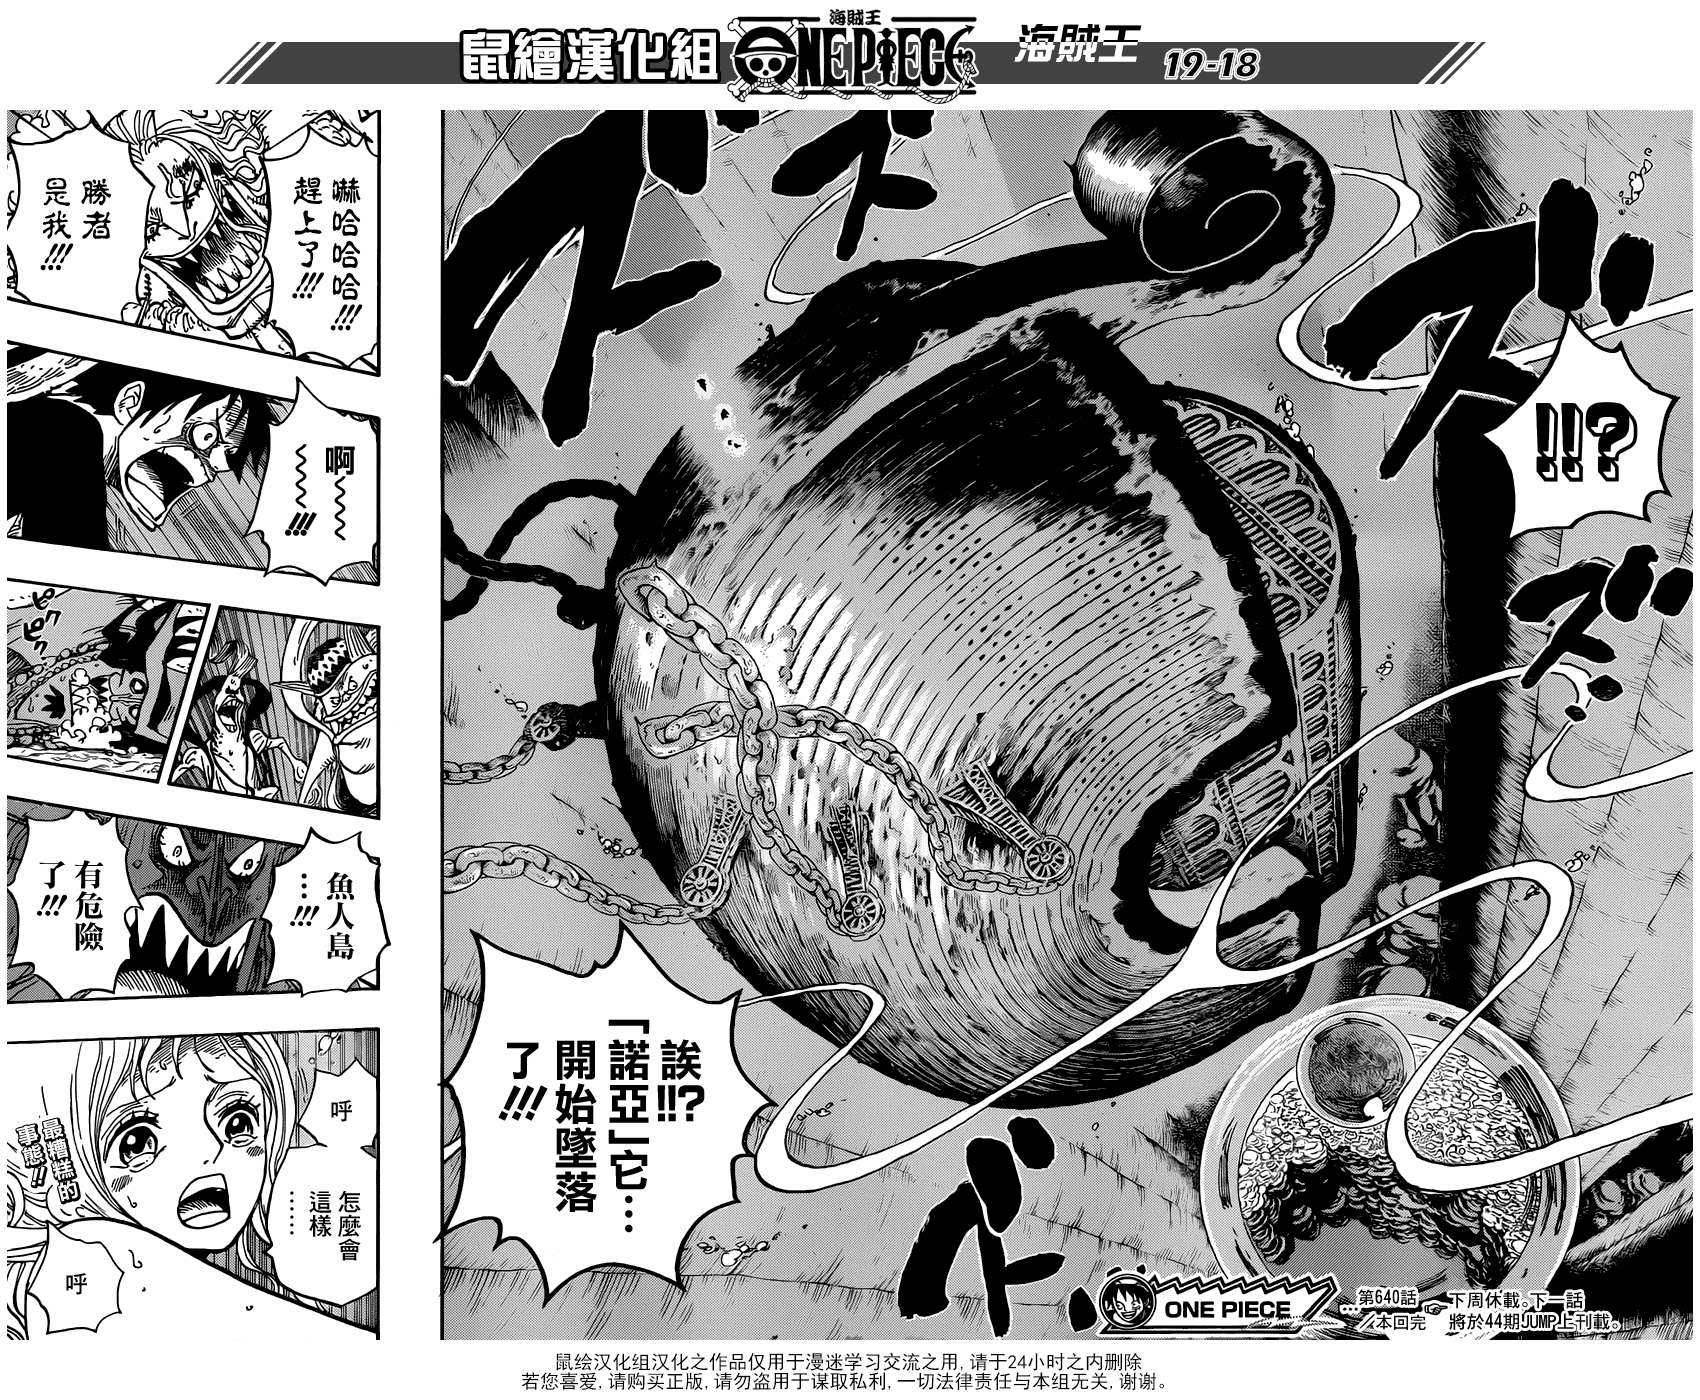 鼠繪漢化組
海賊王
ONE PIECE
海賊王
19-18
!!!?
ズズズ
ズズ
ズ
ズ
ド
誒!!?
「諾亞」它…
開始墜落
了!!!
嚇哈哈哈!!!
趕上了!!!
勝者
是我!!!
啊~~~
~~~!!!
ピク
ピク
魚人島
…!!!
有危險
了!!!
呼
怎麼會
這樣
……
呼
最糟糕的
事態!!
ONE PIECE
第640話
…／本回完
☞下周休載。下一話
將於44期JUMP上刊載。
鼠绘汉化组汉化之作品仅用于漫迷学习交流之用, 请于24小时之内删除
若您喜爱, 请购买正版, 请勿盗用于谋取私利, 一切法律责任与本组无关, 谢谢。